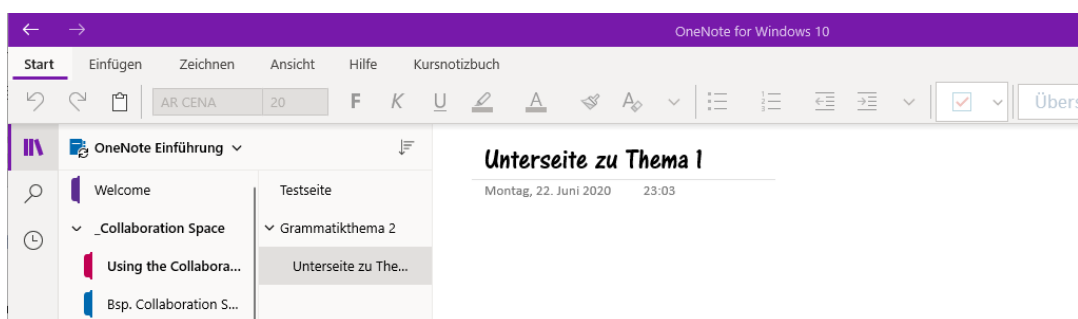 OneNote for Windows 10
Start Einfügen Zeichnen Ansicht Hilfe Kursnotizbuch
AR CENA 20 F K U A A
OneNote Einführung
Unterseite zu Thema 1
Montag, 22. Juni 2020 23:03
Welcome
Testseite
_Collaboration Space
Grammatikthema 2
Using the Collabora...
Unterseite zu The...
Bsp. Collaboration S...